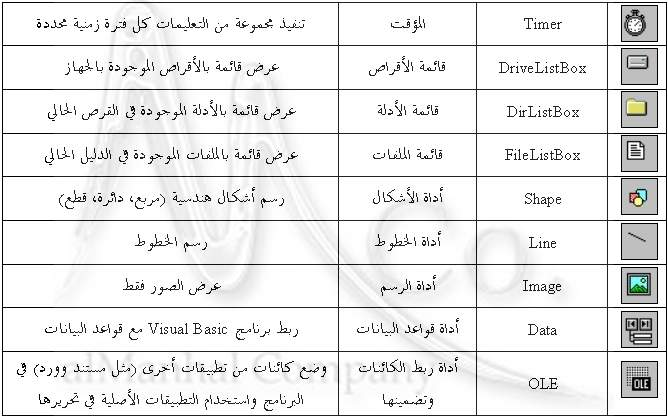 Timer المؤقت تنفيذ مجموعة من التعليمات كل فترة زمنية محددة
DriveListBox قائمة الأقراص عرض قائمة بالأقراص الموجودة بالجهاز
DirListBox قائمة الأدلة عرض قائمة بالأدلة الموجودة في القرص الحالي
FileListBox قائمة الملفات عرض قائمة بالملفات الموجودة في الدليل الحالي
Shape أداة الأشكال رسم أشكال هندسية (مربع، دائرة، قطع)
Line أداة الخطوط رسم الخطوط
Image أداة الرسم عرض الصور فقط
Data أداة قواعد البيانات ربط برنامج Visual Basic مع قواعد البيانات
OLE
OLE
أداة ربط الكائنات
وتضمينها
وضع كائنات من تطبيقات أخرى (مثل مستند وورد) في
البرنامج واستخدام التطبيقات الأصلية في تحريرها
Co.
Company